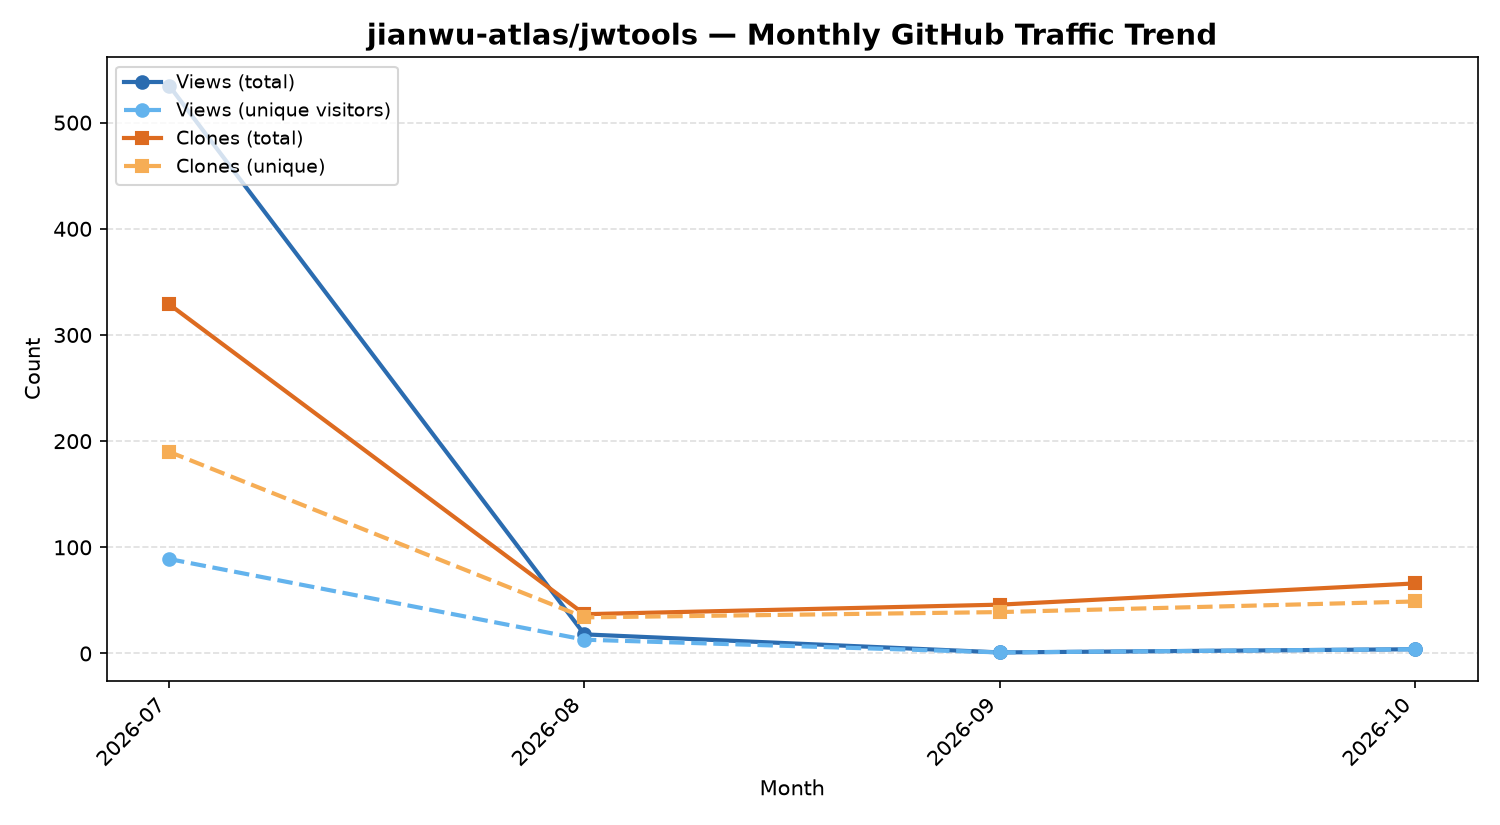 jianwu-atlas/jwtools — Monthly GitHub Traffic Trend
Views (total)
Views (unique visitors)
Clones (total)
Clones (unique)
500
400
300
200
100
0
Count
2026-07
2026-08
2026-09
2026-10
Month